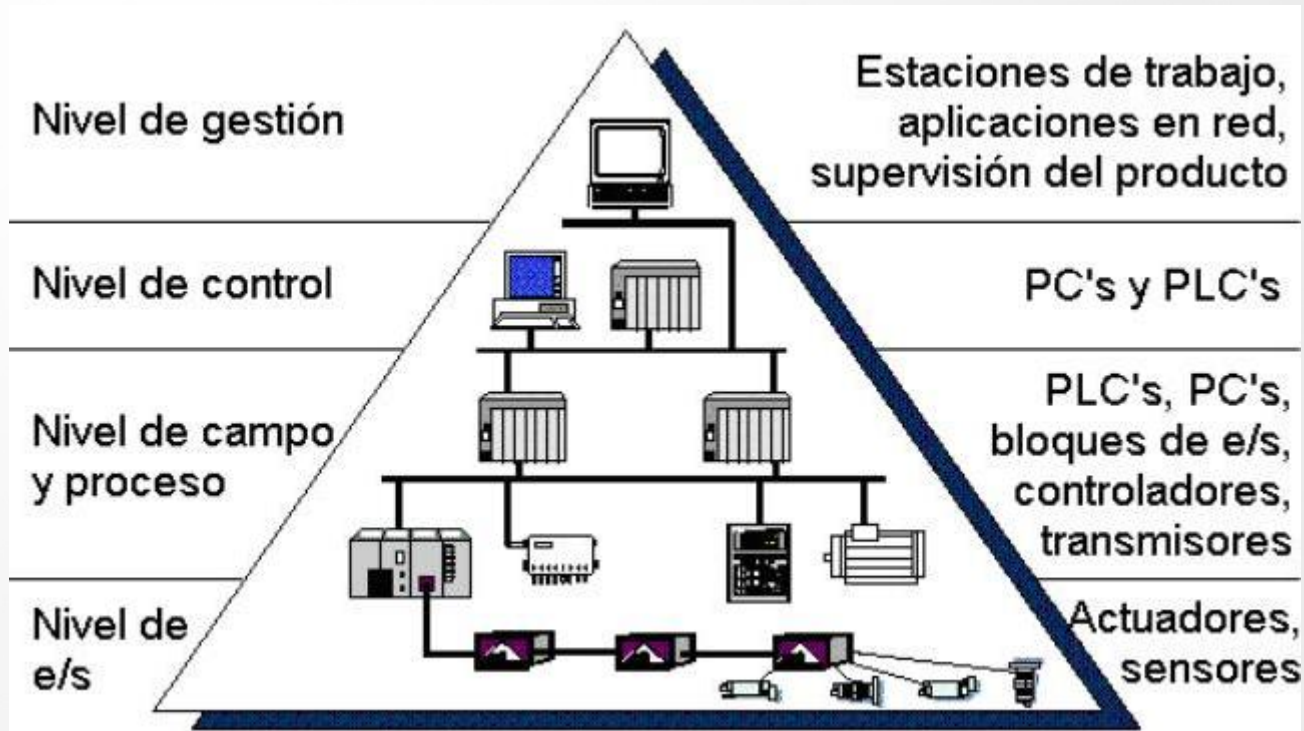 Nivel de gestión
Estaciones de trabajo,
aplicaciones en red,
supervisión del producto
Nivel de control
PC's y PLC's
Nivel de campo
y proceso
PLC's, PC's,
bloques de e/s,
controladores,
transmisores
Nivel de
e/s
Actuadores,
sensores